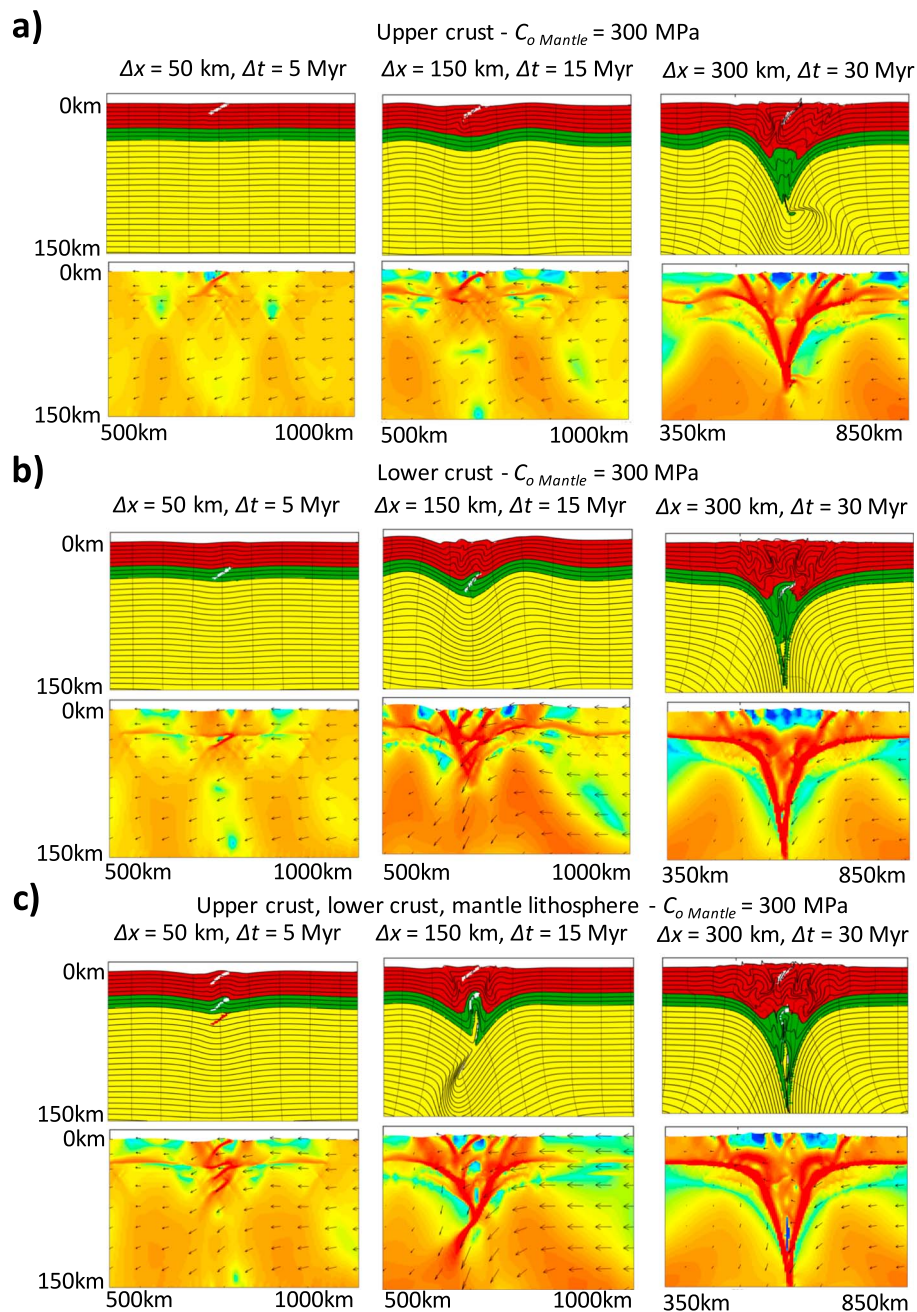 a)
Upper crust - Co Mantle = 300 MPa
Δx = 50 km, Δt = 5 Myr
Δx = 150 km, Δt = 15 Myr
Δx = 300 km, Δt = 30 Myr
0km
150km
0km
150km
500km 1000km 500km 1000km 350km 850km
b)
Lower crust - Co Mantle = 300 MPa
Δx = 50 km, Δt = 5 Myr
Δx = 150 km, Δt = 15 Myr
Δx = 300 km, Δt = 30 Myr
0km
150km
0km
150km
500km 1000km 500km 1000km 350km 850km
c)
Upper crust, lower crust, mantle lithosphere - Co Mantle = 300 MPa
Δx = 50 km, Δt = 5 Myr
Δx = 150 km, Δt = 15 Myr
Δx = 300 km, Δt = 30 Myr
0km
150km
0km
150km
500km 1000km 500km 1000km 350km 850km